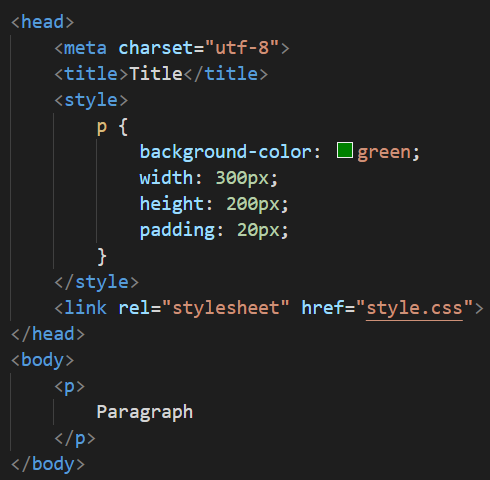 <head>
    <meta charset="utf-8">
    <title>Title</title>
    <style>
        p {
            background-color: green;
            width: 300px;
            height: 200px;
            padding: 20px;
        }
    </style>
    <link rel="stylesheet" href="style.css">
</head>
<body>
    <p>
        Paragraph
    </p>
</body>